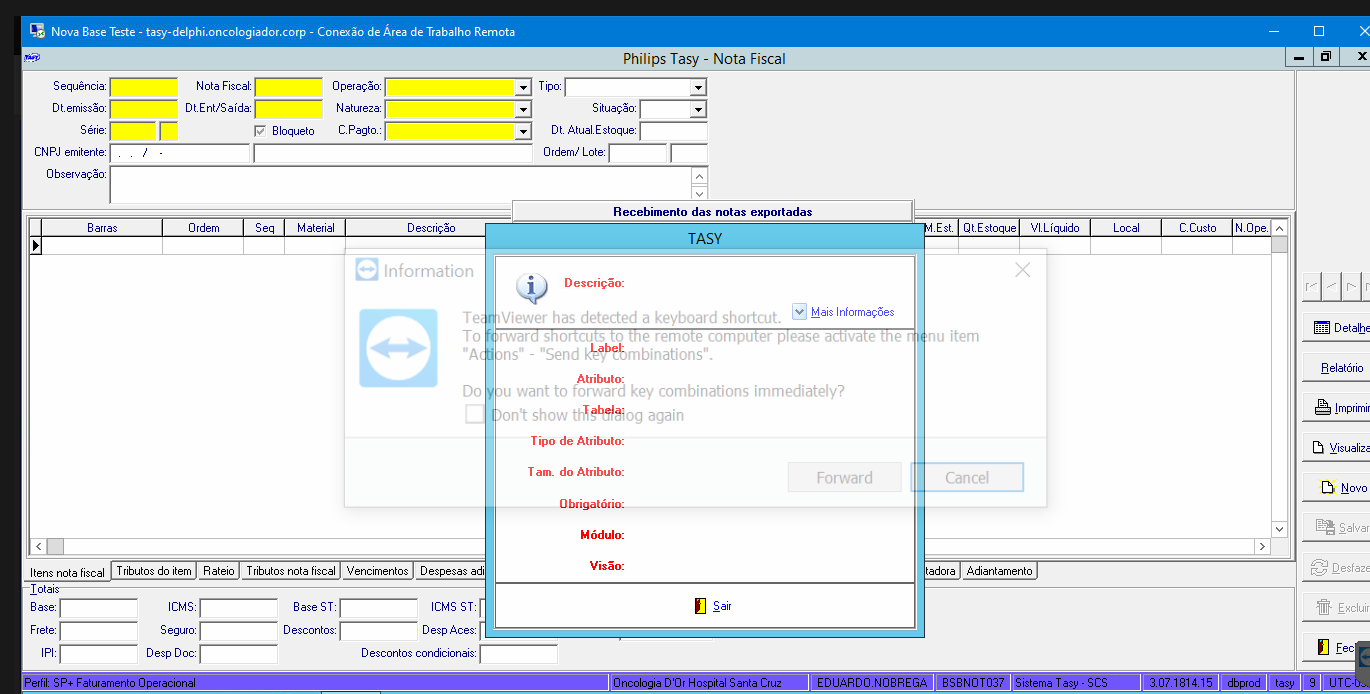 Nova Base Teste - tasy-delphi.oncologiador.corp - Conexão de Área de Trabalho Remota
TASY Philips Tasy - Nota Fiscal
Sequência: Nota Fiscal: Operação: Tipo:
Dt.emissão: Dt.Ent/Saída: Natureza: Situação:
Série: Bloqueto C.Pagto.: Dt. Atual.Estoque:
CNPJ emitente: . . / - Ordem/ Lote:
Observação:
Recebimento das notas exportadas
Barras Ordem Seq Material Descrição M.Est. Qt.Estoque Vl.Líquido Local C.Custo N.Ope.
TASY
Descrição:
Mais Informações
Label:
Atributo:
Tabela:
Tipo de Atributo:
Tam. do Atributo:
Obrigatório:
Módulo:
Visão:
Sair
Information
TeamViewer has detected a keyboard shortcut.
To forward shortcuts to the remote computer please activate the menu item
"Actions" - "Send key combinations".
Do you want to forward key combinations immediately?
Don't show this dialog again
Forward Cancel
Detalhe
Relatório
Imprimir
Visualiza
Novo
Salvar
Desfaze
Excluir
Fec
Itens nota fiscal Tributos do item Rateio Tributos nota fiscal Vencimentos Despesas adi tadora Adiantamento
Totais
Base: ICMS: Base ST: ICMS ST:
Frete: Seguro: Descontos: Desp Aces:
IPI: Desp Doc: Descontos condicionais:
Perfil: SP+ Faturamento Operacional Oncologia D'Or Hospital Santa Cruz EDUARDO.NOBREGA BSBNOT037 Sistema Tasy - SCS 3.07.1814.15 dbprod tasy 9 UTC-0